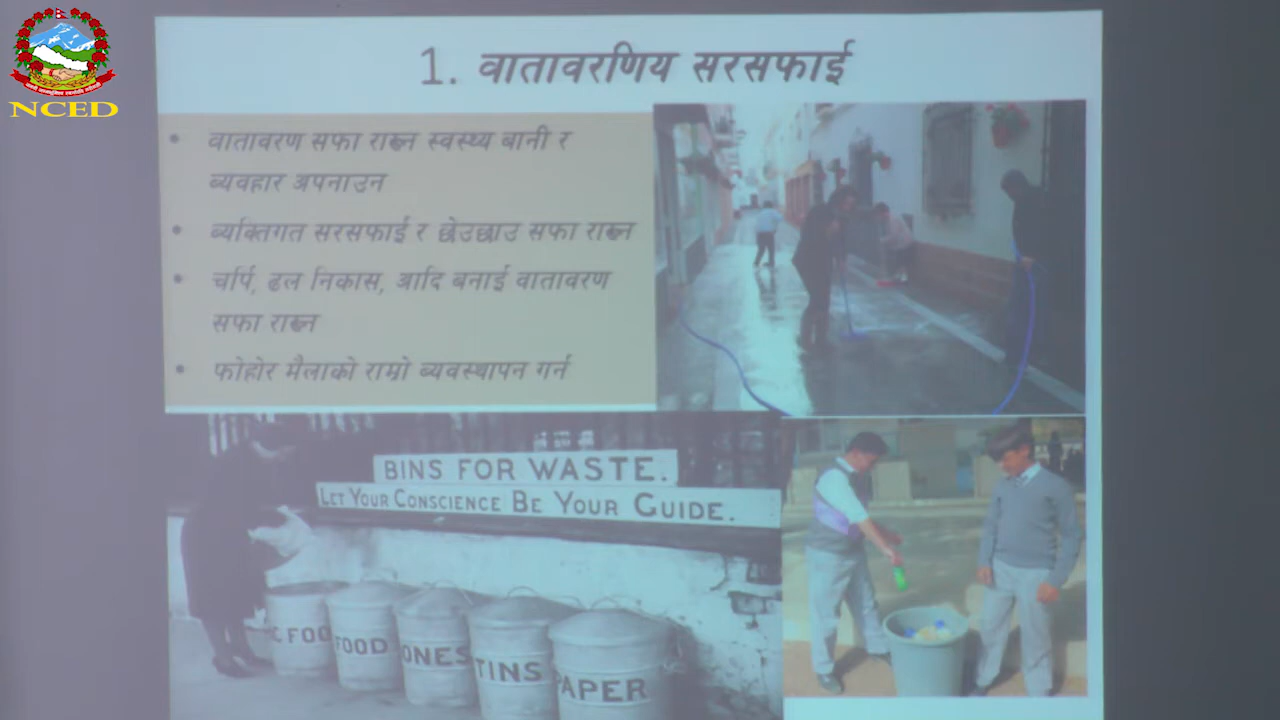 NCED
1. वातावरणिय सरसफाई
• वातावरण सफा राख्न स्वस्थ्य बानी र
ब्यवहार अपनाउन
• ब्यक्तिगत सरसफाई र छेउछाउ सफा राख्न
• चर्पि, ढल निकास, आदि बनाई वातावरण
सफा राख्न
• फोहोर मैलाको राम्रो ब्यवस्थापन गर्न
BINS FOR WASTE.
LET YOUR CONSCIENCE BE YOUR GUIDE.
FOOD
ONES
TINS
PAPER